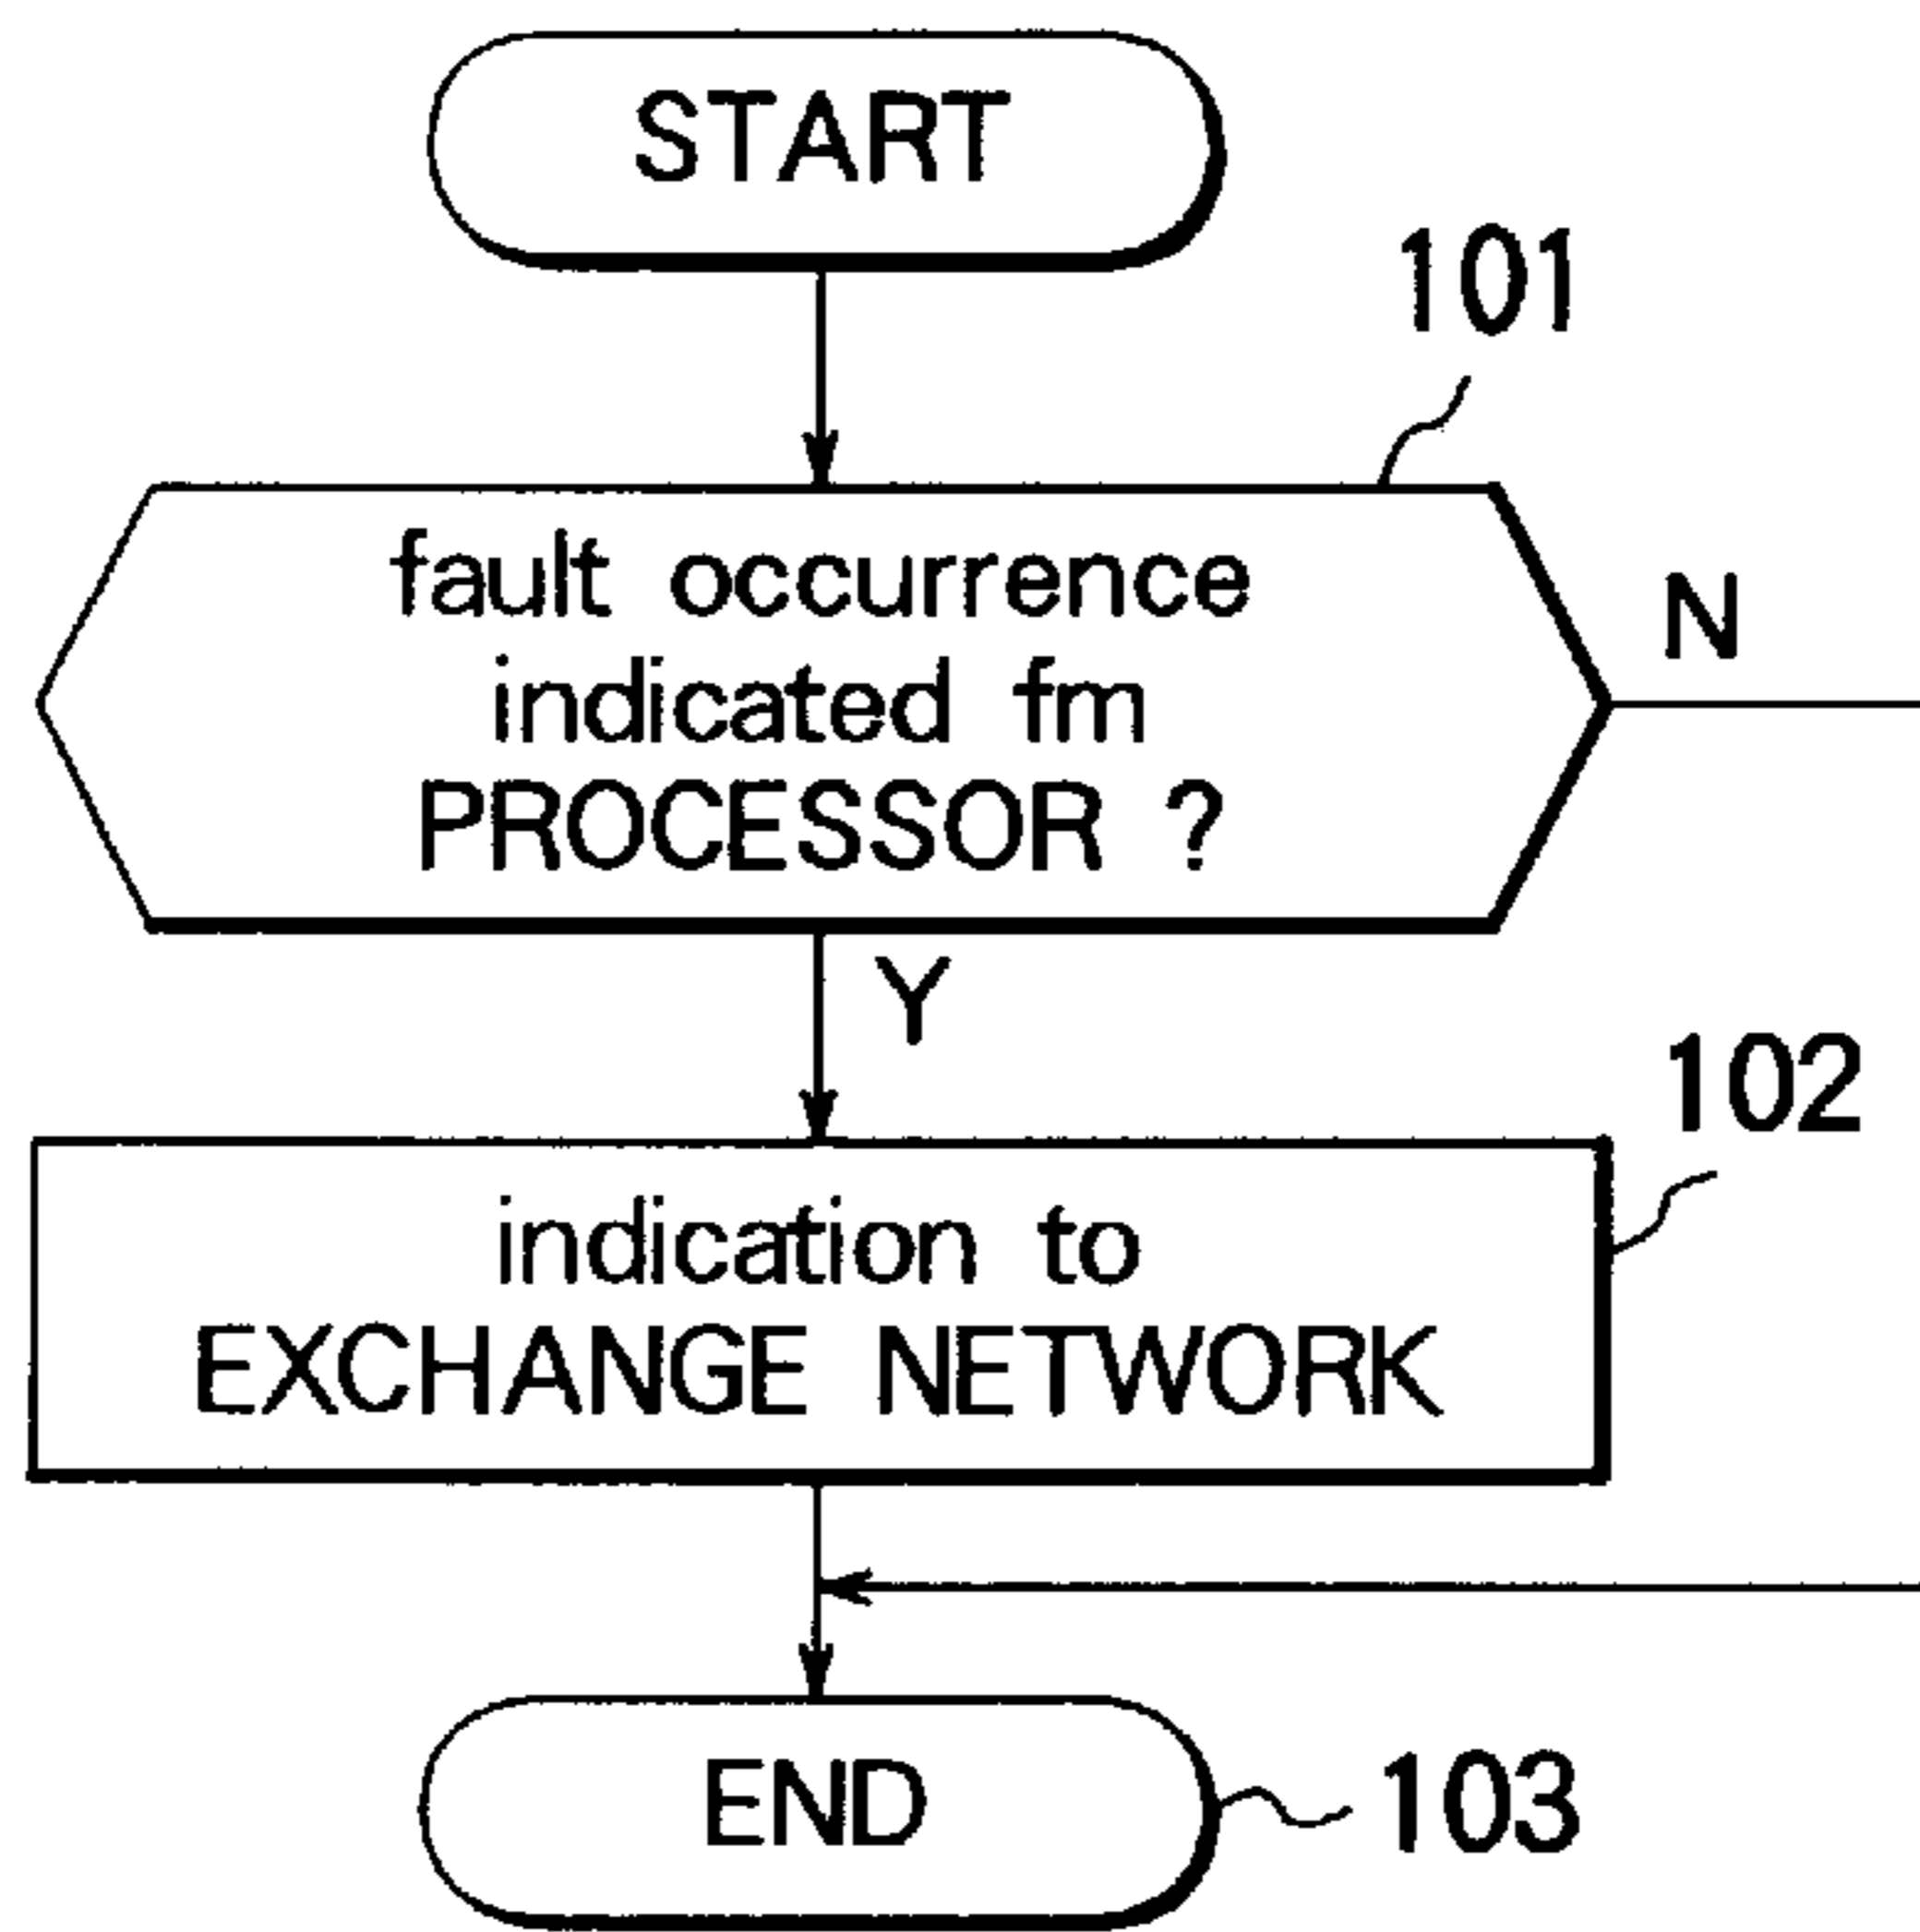 START
101
fault occurrence
indicated fm
PROCESSOR ?
N
Y
102
indication to
EXCHANGE NETWORK
END
103